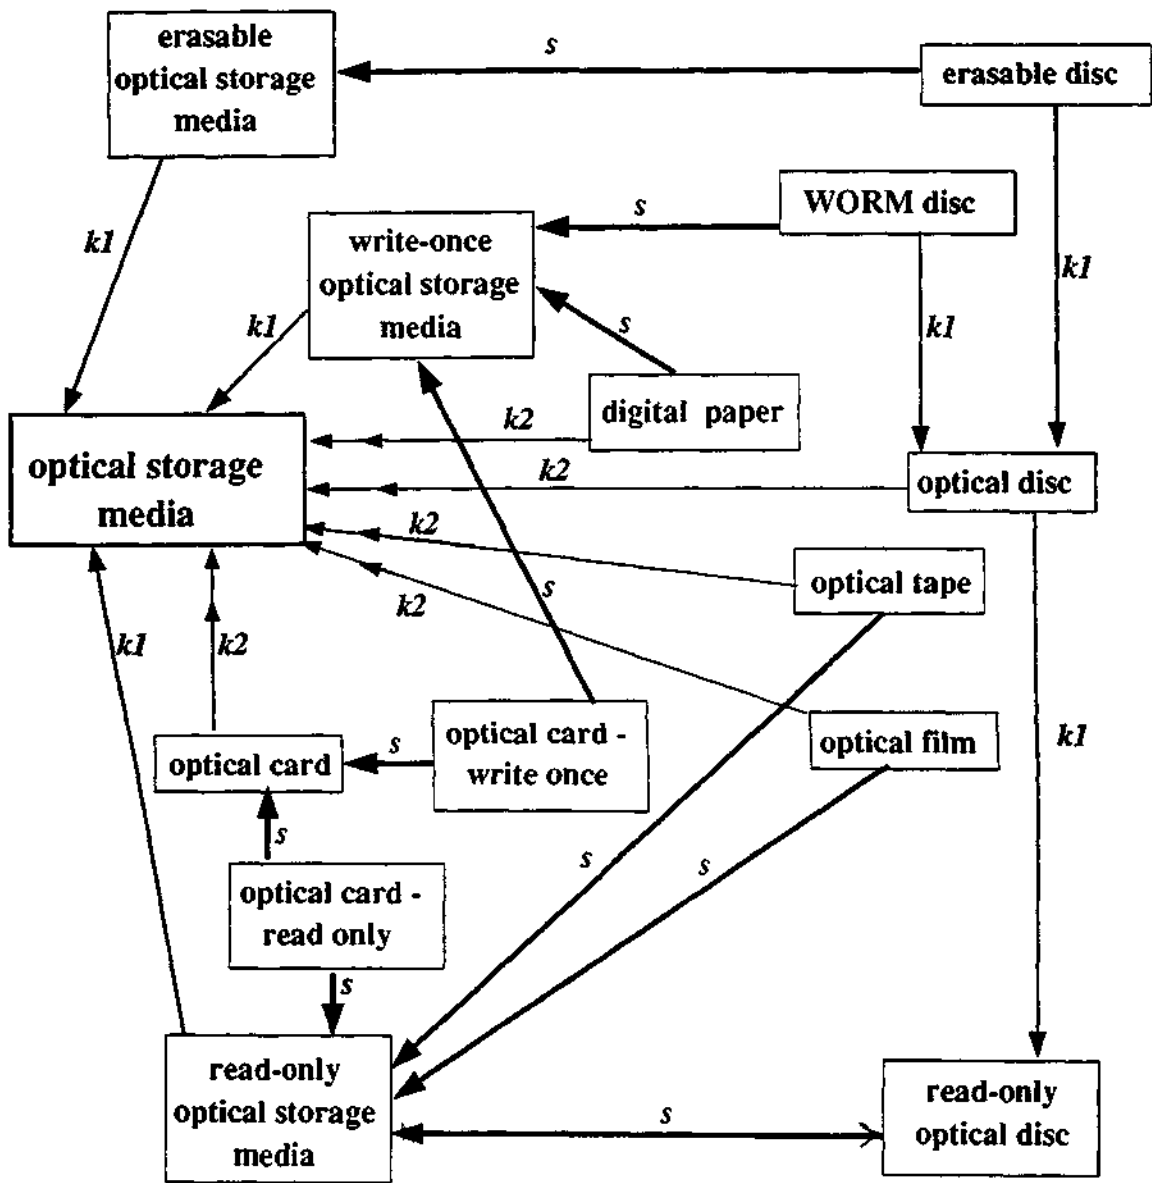 erasable
optical storage
media
s
erasable disc
k1
WORM disc
s
write-once
optical storage
media
k1
k1
k1
s
digital paper
k2
optical storage
media
k2
optical disc
k2
optical tape
k2
s
k1
k2
optical card
s
optical card -
write once
optical film
k1
s
optical card -
read only
s
s
s
read-only
optical storage
media
s
read-only
optical disc